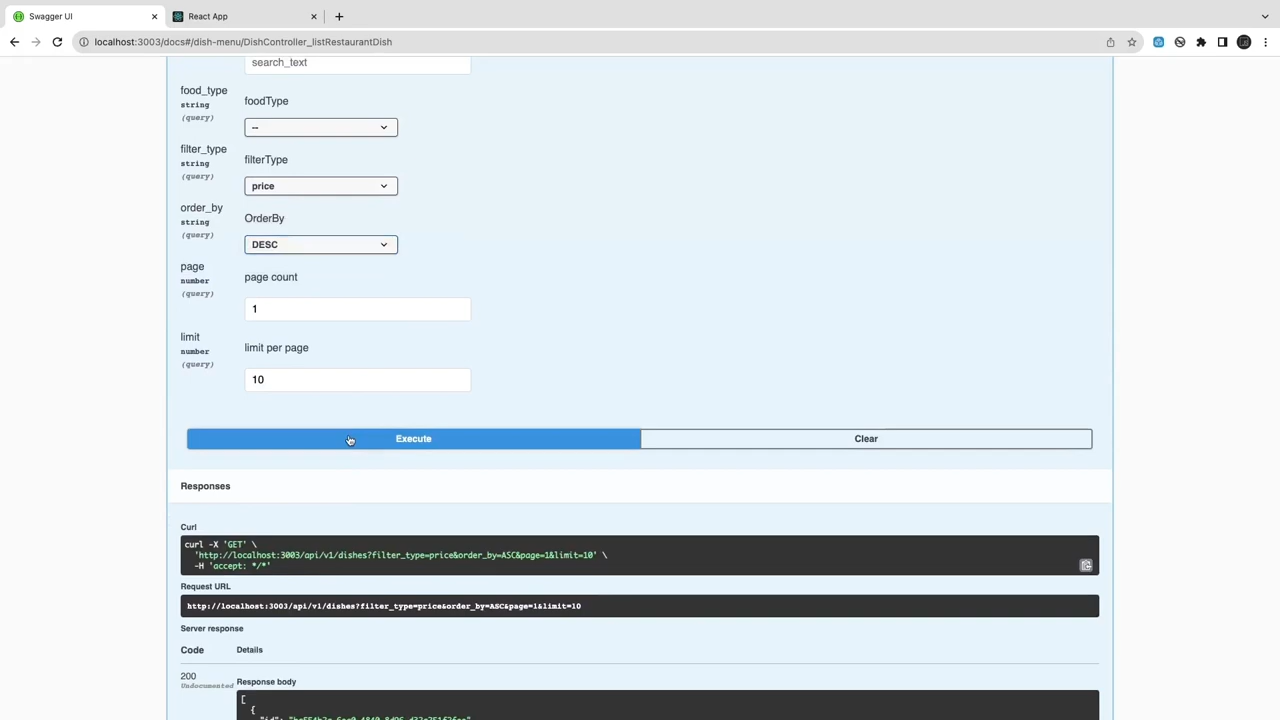 Swagger UI
React App
localhost:3003/docs#/dish-menu/DishController_listRestaurantDish
search_text
food_type
string
(query)
foodType
--
filter_type
string
(query)
filterType
price
order_by
string
(query)
OrderBy
DESC
page
number
(query)
page count
1
limit
number
(query)
limit per page
10
Execute
Clear
Responses
Curl
curl -X 'GET' \
'http://localhost:3003/api/v1/dishes?filter_type=price&order_by=ASC&page=1&limit=10' \
-H 'accept: */*'
Request URL
http://localhost:3003/api/v1/dishes?filter_type=price&order_by=ASC&page=1&limit=10
Server response
Code
Details
200
Undocumented
Response body
[
{